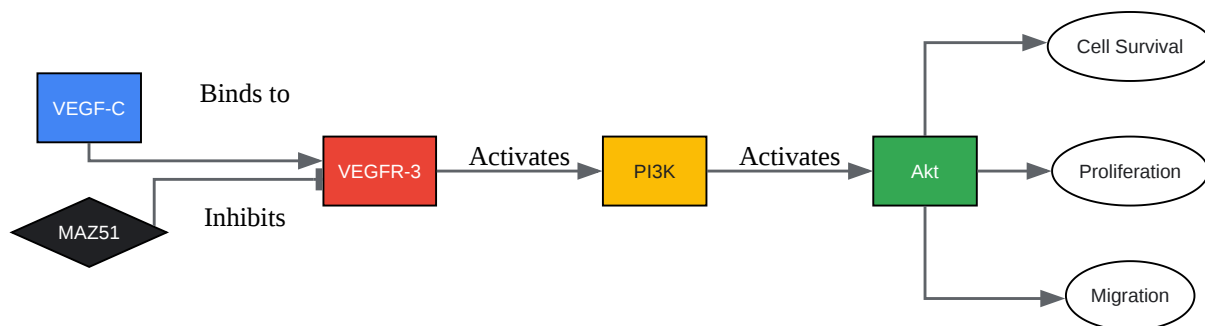 Cell Survival
VEGF-C
Binds to
VEGFR-3
Activates
PI3K
Activates
Akt
Proliferation
MAZ51
Inhibits
Migration